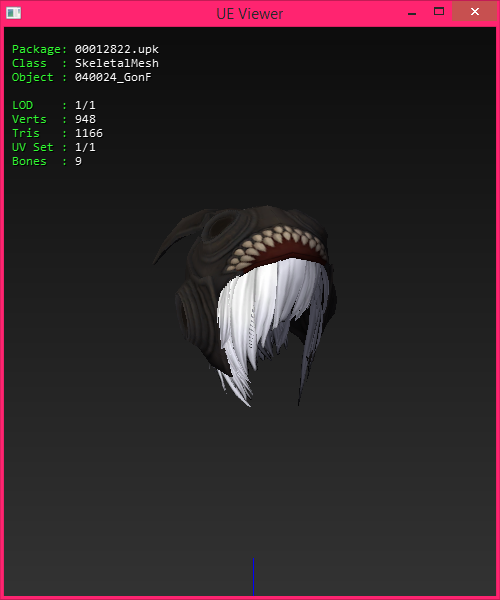 UE Viewer
Package: 00012822.upk
Class : SkeletalMesh
Object : 040024_GonF
LOD : 1/1
Verts : 948
Tris : 1166
UV Set : 1/1
Bones : 9